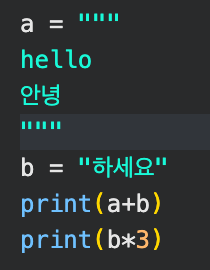 a = """
hello
안녕
"""
b = "하세요"
print(a+b)
print(b*3)